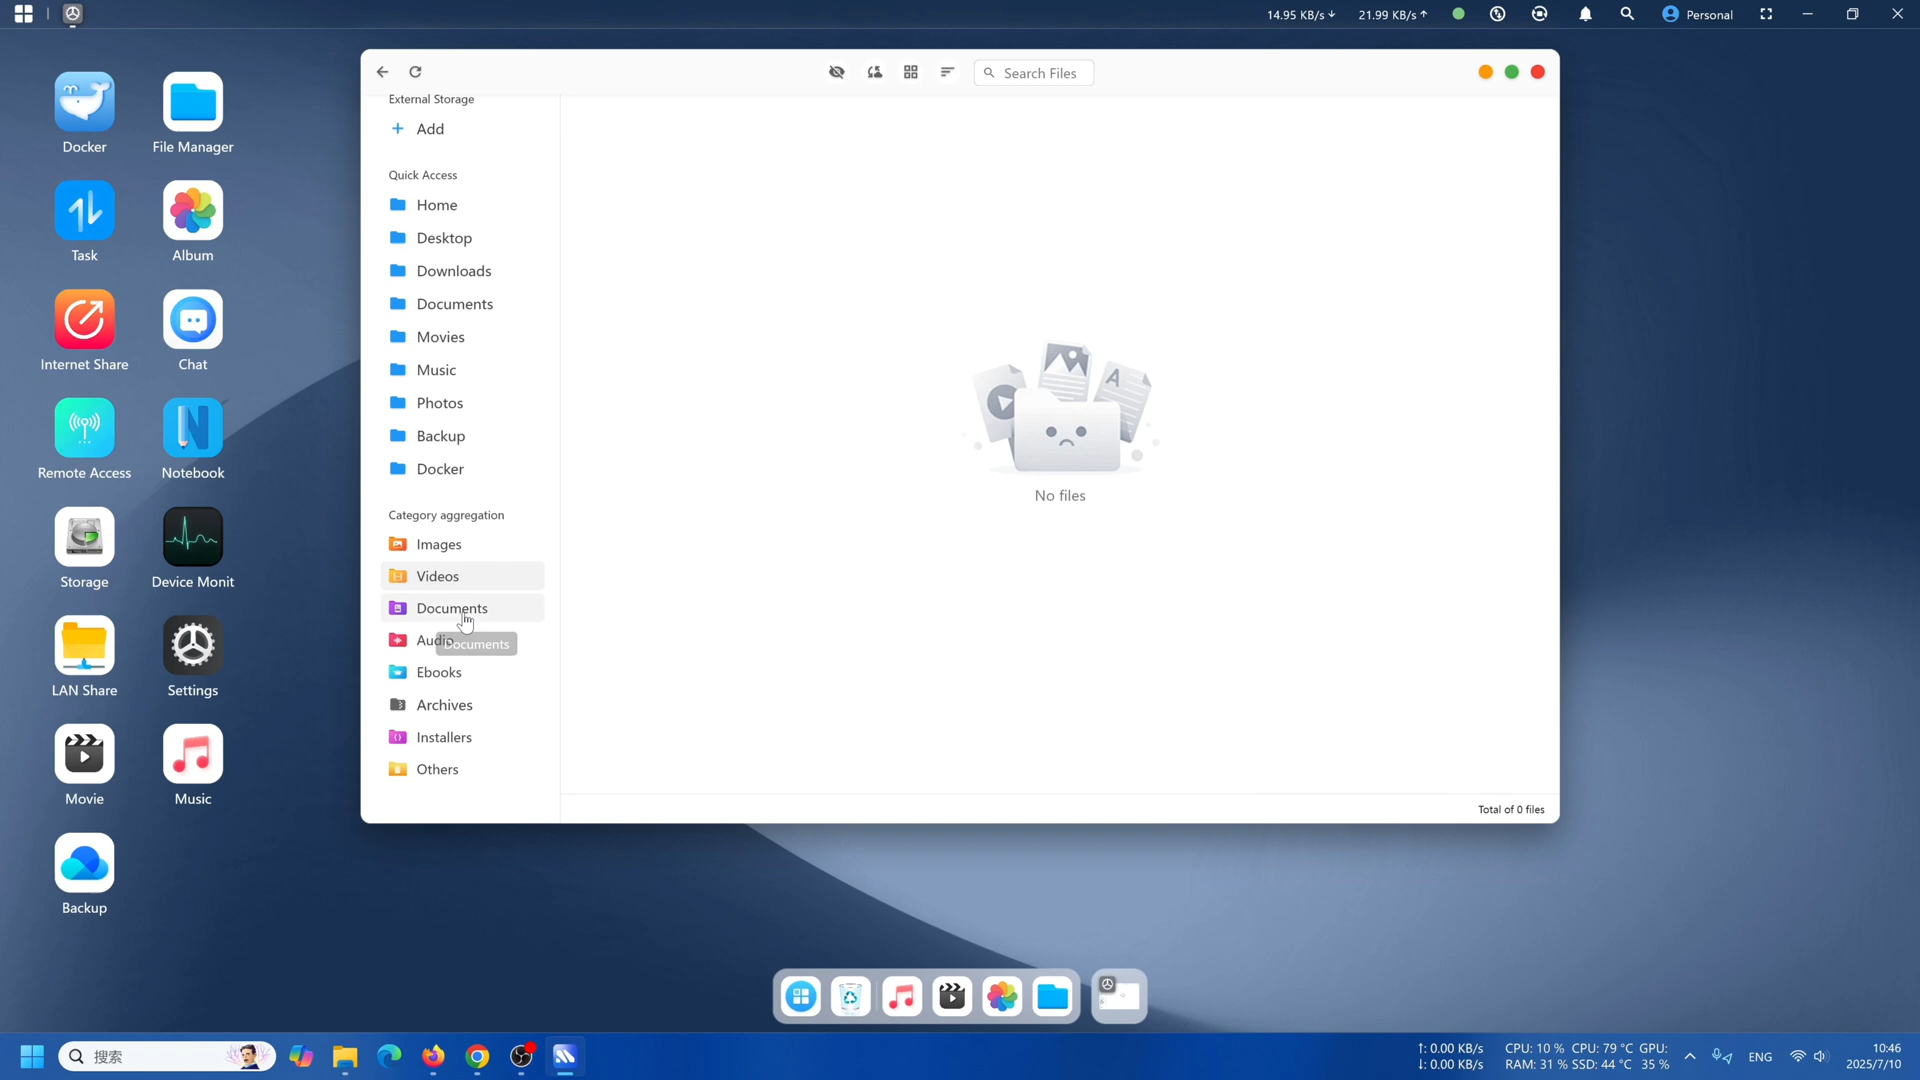 14.95 KB/s↓ 21.99 KB/s↑ Personal
Search Files
Docker
File Manager
Task
Album
Internet Share
Chat
Remote Access
Notebook
Storage
Device Monit
LAN Share
Settings
Movie
Music
Backup
External Storage
+ Add
Quick Access
Home
Desktop
Downloads
Documents
Movies
Music
Photos
Backup
Docker
Category aggregation
Images
Videos
Documents
Audio
Documents
Ebooks
Archives
Installers
Others
A
No files
Total of 0 files
搜索
↑: 0.00 KB/s
↓: 0.00 KB/s
CPU: 10 % CPU: 79 °C GPU:
RAM: 31 % SSD: 44 °C 35 %
ENG
10:46
2025/7/10